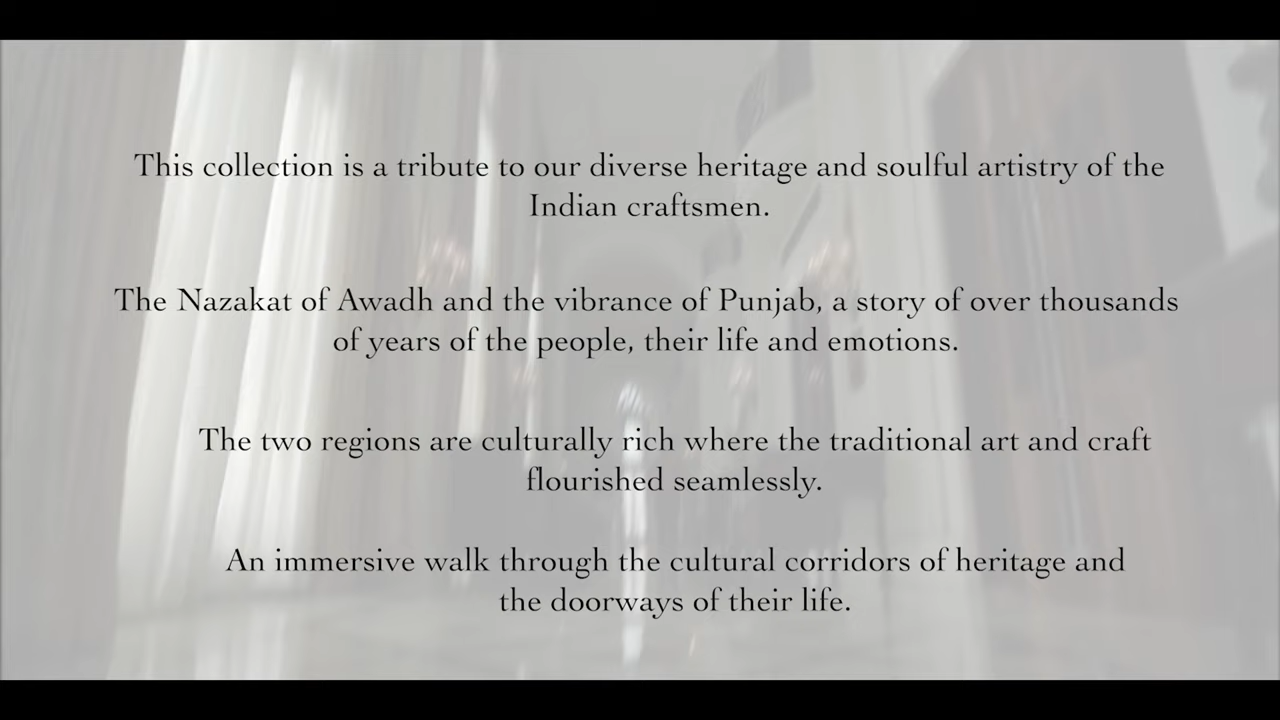 This collection is a tribute to our diverse heritage and soulful artistry of the
Indian craftsmen.
The Nazakat of Awadh and the vibrance of Punjab, a story of over thousands
of years of the people, their life and emotions.
The two regions are culturally rich where the traditional art and craft
flourished seamlessly.
An immersive walk through the cultural corridors of heritage and
the doorways of their life.